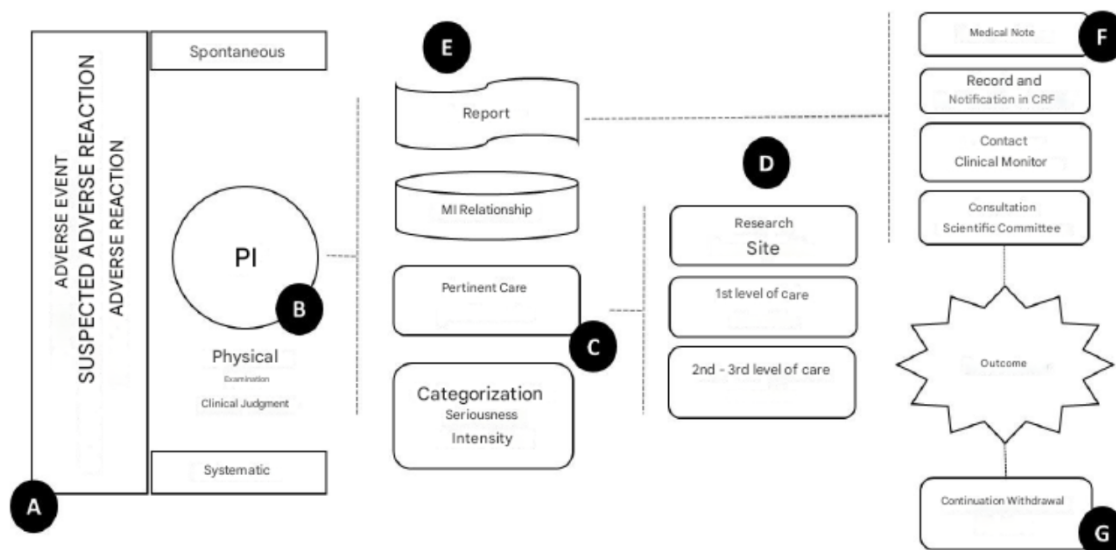 ADVERSE EVENT
SUSPECTED ADVERSE REACTION
ADVERSE REACTION
A
Spontaneous
PI
B
Physical
Examination
Clinical Judgment
Systematic
E
Report
MI Relationship
Pertinent Care
C
Categorization
Seriousness
Intensity
D
Research
Site
1st level of care
2nd - 3rd level of care
Medical Note
F
Record and
Notification in CRF
Contact
Clinical Monitor
Consultation
Scientific Committee
Outcome
Continuation Withdrawal
G